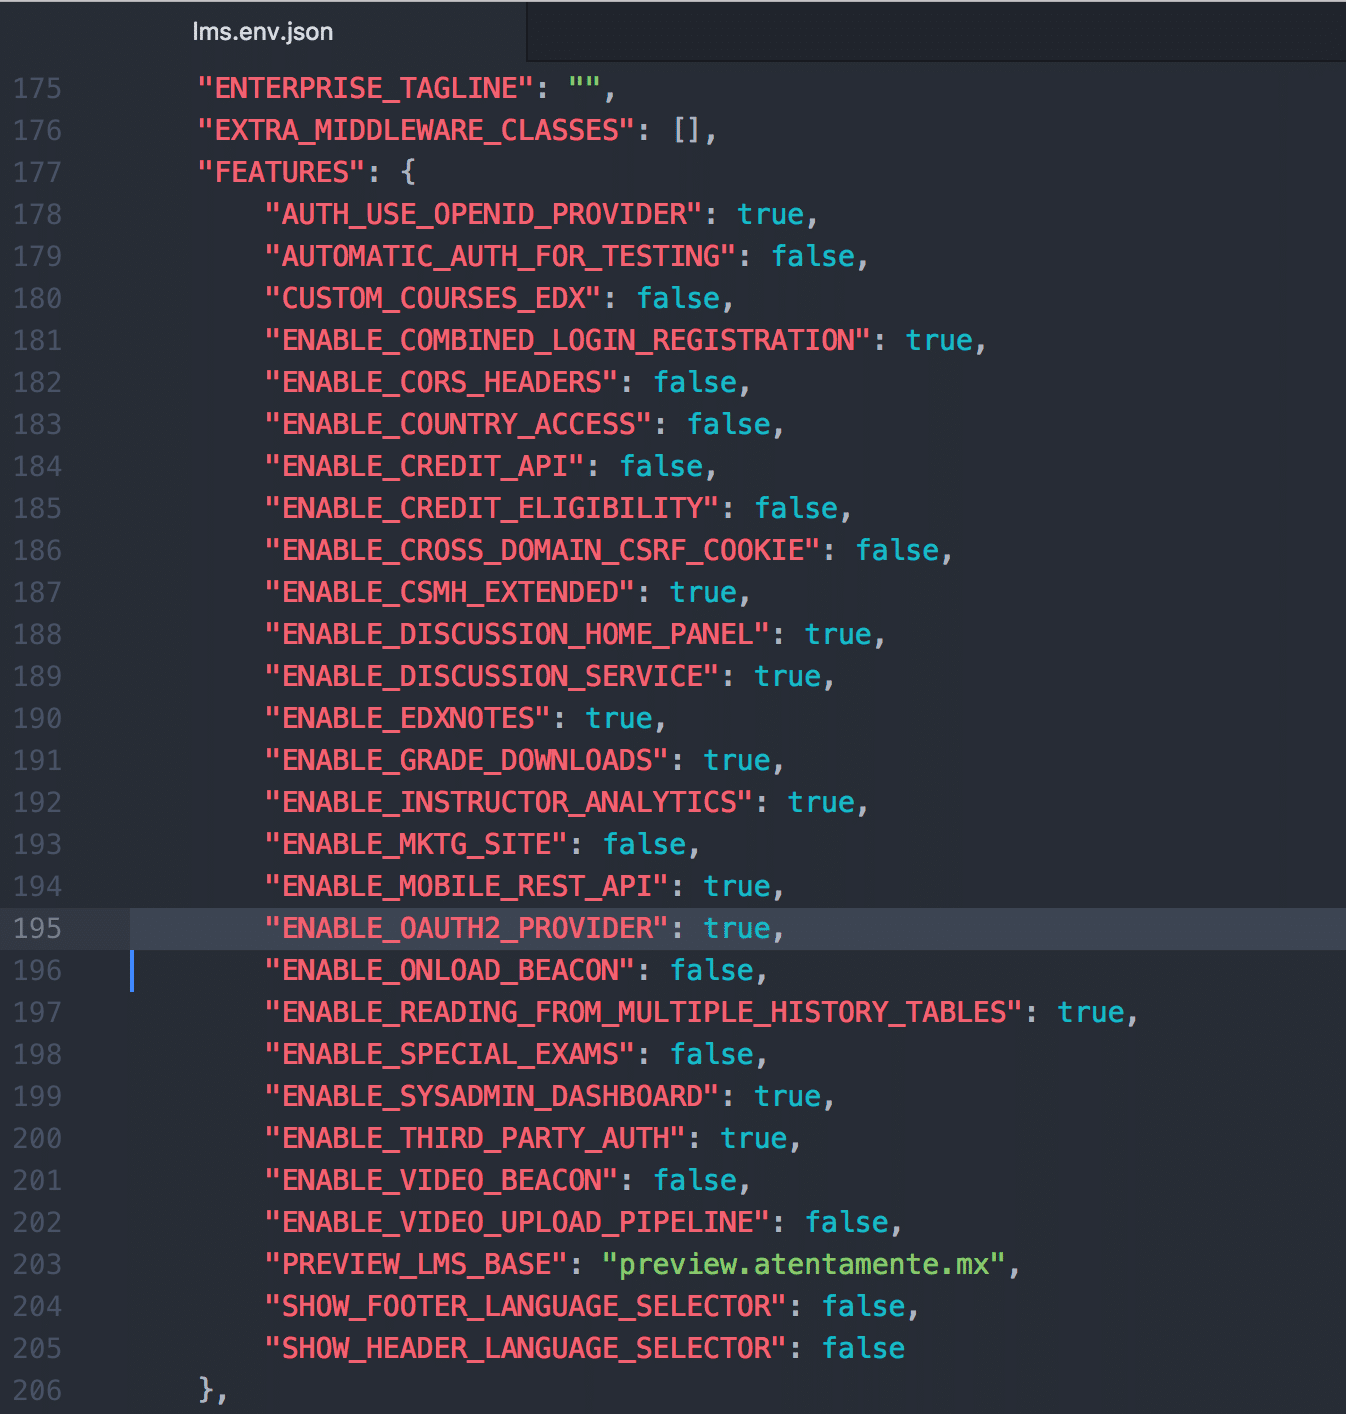 lms.env.json
175 "ENTERPRISE_TAGLINE": "",
176 "EXTRA_MIDDLEWARE_CLASSES": [],
177 "FEATURES": {
178 "AUTH_USE_OPENID_PROVIDER": true,
179 "AUTOMATIC_AUTH_FOR_TESTING": false,
180 "CUSTOM_COURSES_EDX": false,
181 "ENABLE_COMBINED_LOGIN_REGISTRATION": true,
182 "ENABLE_CORS_HEADERS": false,
183 "ENABLE_COUNTRY_ACCESS": false,
184 "ENABLE_CREDIT_API": false,
185 "ENABLE_CREDIT_ELIGIBILITY": false,
186 "ENABLE_CROSS_DOMAIN_CSRF_COOKIE": false,
187 "ENABLE_CSMH_EXTENDED": true,
188 "ENABLE_DISCUSSION_HOME_PANEL": true,
189 "ENABLE_DISCUSSION_SERVICE": true,
190 "ENABLE_EDXNOTES": true,
191 "ENABLE_GRADE_DOWNLOADS": true,
192 "ENABLE_INSTRUCTOR_ANALYTICS": true,
193 "ENABLE_MKTG_SITE": false,
194 "ENABLE_MOBILE_REST_API": true,
195 "ENABLE_OAUTH2_PROVIDER": true,
196 "ENABLE_ONLOAD_BEACON": false,
197 "ENABLE_READING_FROM_MULTIPLE_HISTORY_TABLES": true,
198 "ENABLE_SPECIAL_EXAMS": false,
199 "ENABLE_SYSADMIN_DASHBOARD": true,
200 "ENABLE_THIRD_PARTY_AUTH": true,
201 "ENABLE_VIDEO_BEACON": false,
202 "ENABLE_VIDEO_UPLOAD_PIPELINE": false,
203 "PREVIEW_LMS_BASE": "preview.atentamente.mx",
204 "SHOW_FOOTER_LANGUAGE_SELECTOR": false,
205 "SHOW_HEADER_LANGUAGE_SELECTOR": false
206 },